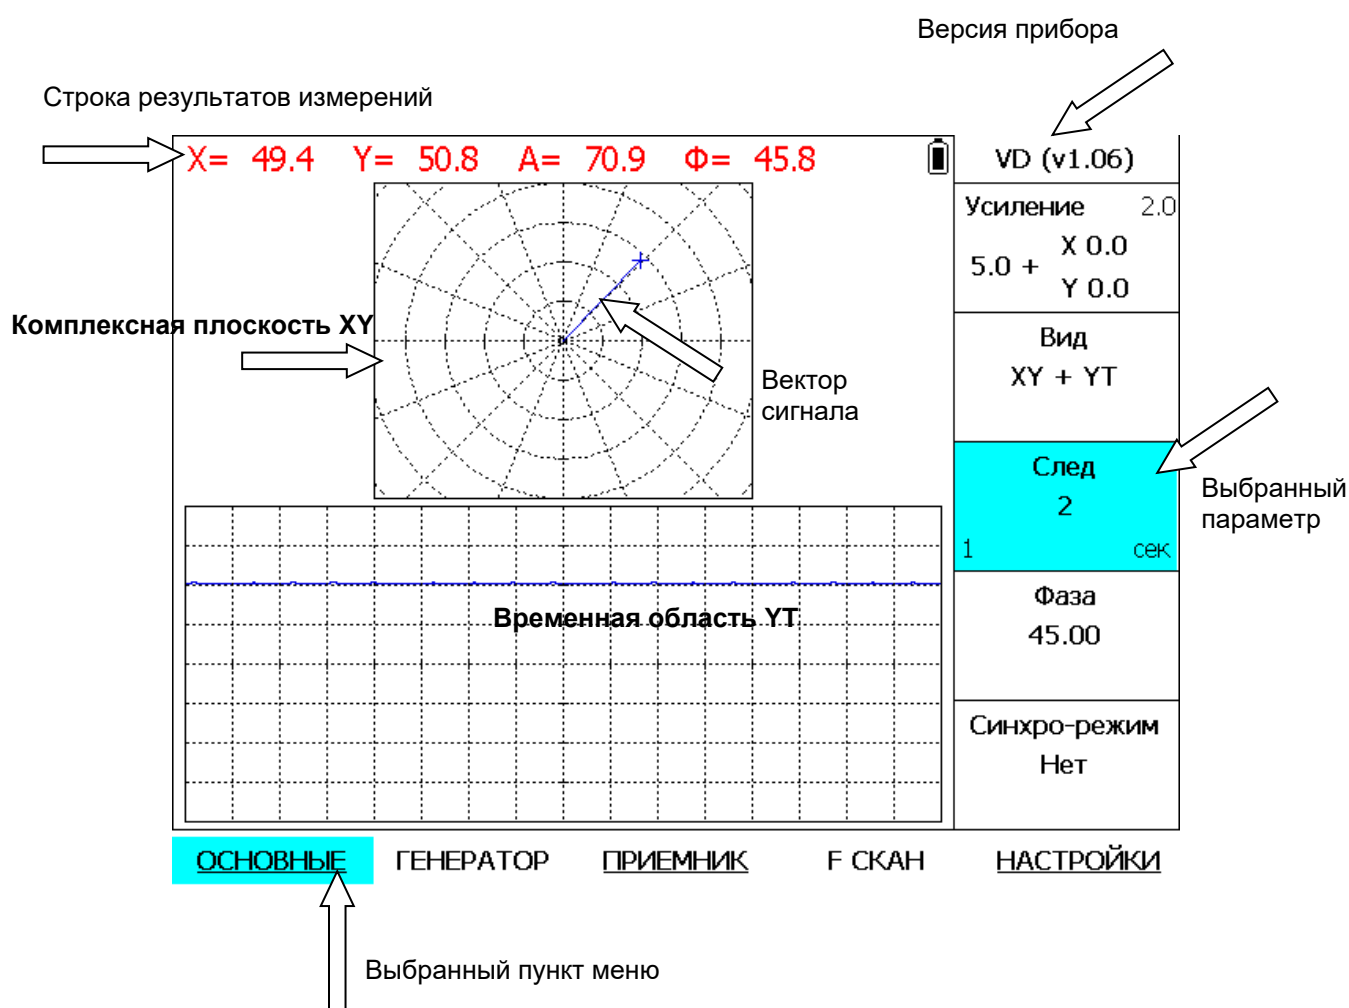 Версия прибора
Строка результатов измерений
X= 49.4 Y= 50.8 A= 70.9 Ф= 45.8
VD (v1.06)
Усиление 2.0
5.0 + X 0.0
Y 0.0
Комплексная плоскость XY
Вид
XY + YT
Вектор
сигнала
След
2
1 сек
Выбранный
параметр
Фаза
45.00
Временная область YT
Синхро-режим
Нет
ОСНОВНЫЕ ГЕНЕРАТОР ПРИЕМНИК F СКАН НАСТРОЙКИ
Выбранный пункт меню